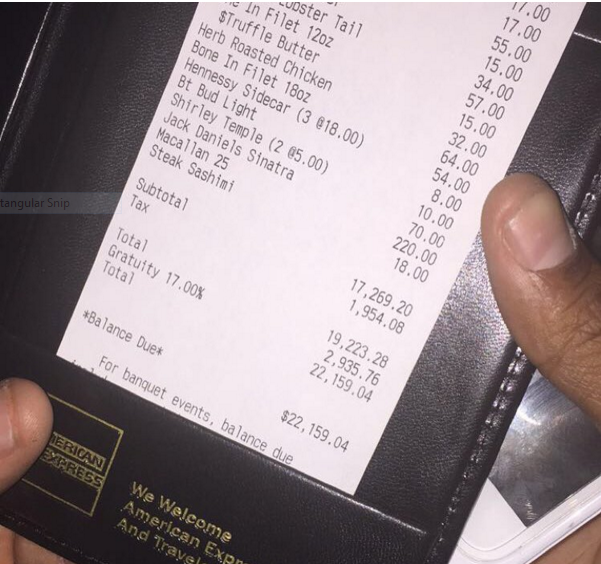 17.00
17.00
55.00
15.00
Lobster Tail 34.00
In Filet 12oz 57.00
$Truffle Butter 15.00
Herb Roasted Chicken 32.00
Bone In Filet 18oz 64.00
Hennessy Sidecar (3 @18.00) 54.00
Bt Bud Light 8.00
Shirley Temple (2 @5.00) 10.00
Jack Daniels Sinatra 70.00
Macallan 25 220.00
Steak Sashimi 18.00
Subtotal 17,269.20
Tax 1,954.08
Total 19,223.28
Gratuity 17.00% 2,935.76
Total 22,159.04
*Balance Due* $22,159.04
For banquet events, balance due
MERICAN
EXPRESS
We Welcome
American Expr
And Travel
tangular Snip